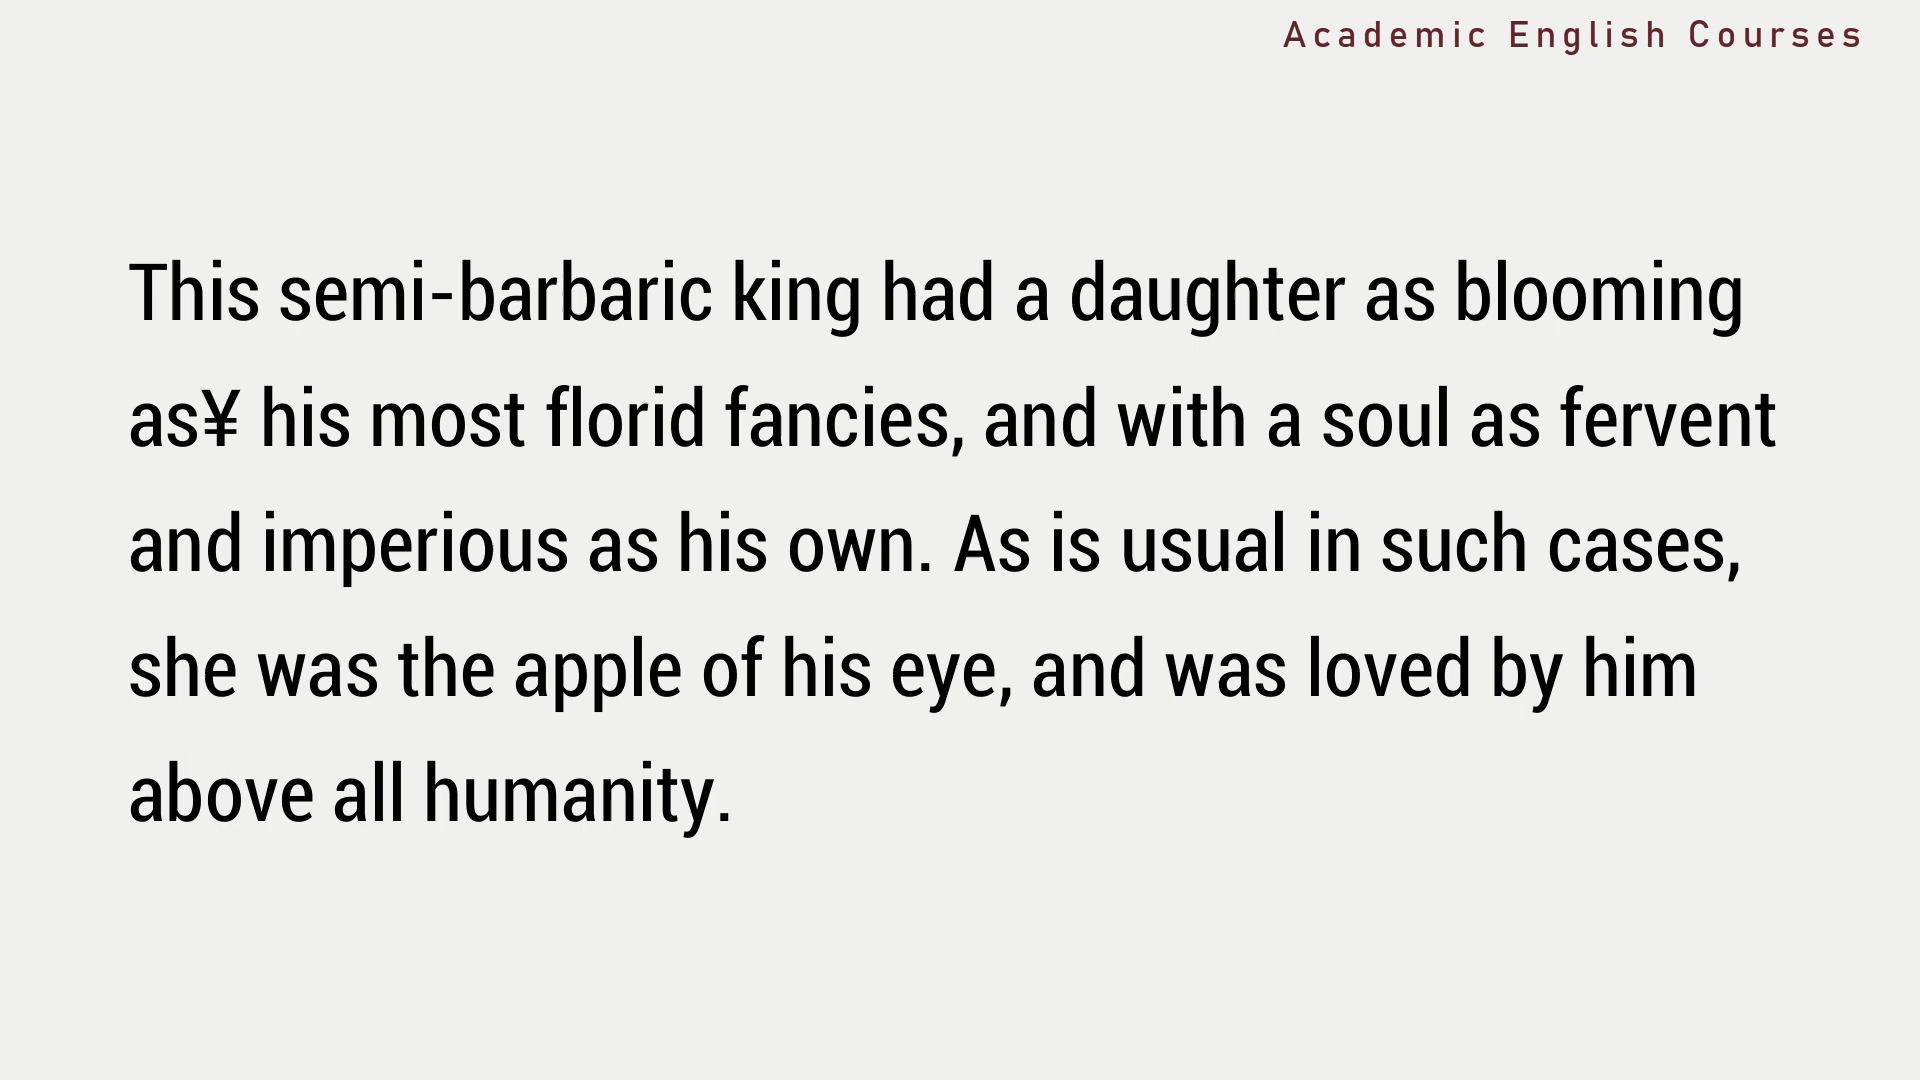 Academic English Courses
This semi-barbaric king had a daughter as blooming
as¥ his most florid fancies, and with a soul as fervent
and imperious as his own. As is usual in such cases,
she was the apple of his eye, and was loved by him
above all humanity.